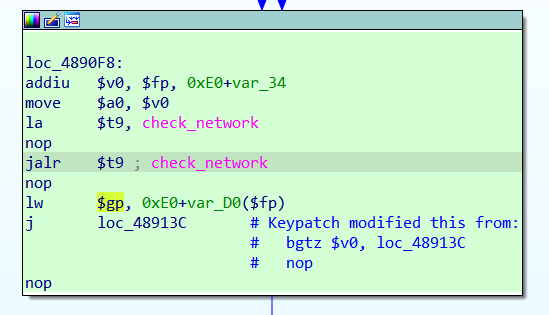 loc_4890F8:
addiu $v0, $fp, 0xE0+var_34
move $a0, $v0
la $t9, check_network
nop
jalr $t9 ; check_network
nop
lw $gp, 0xE0+var_D0($fp)
j loc_48913C # Keypatch modified this from:
# bgtz $v0, loc_48913C
# nop
nop